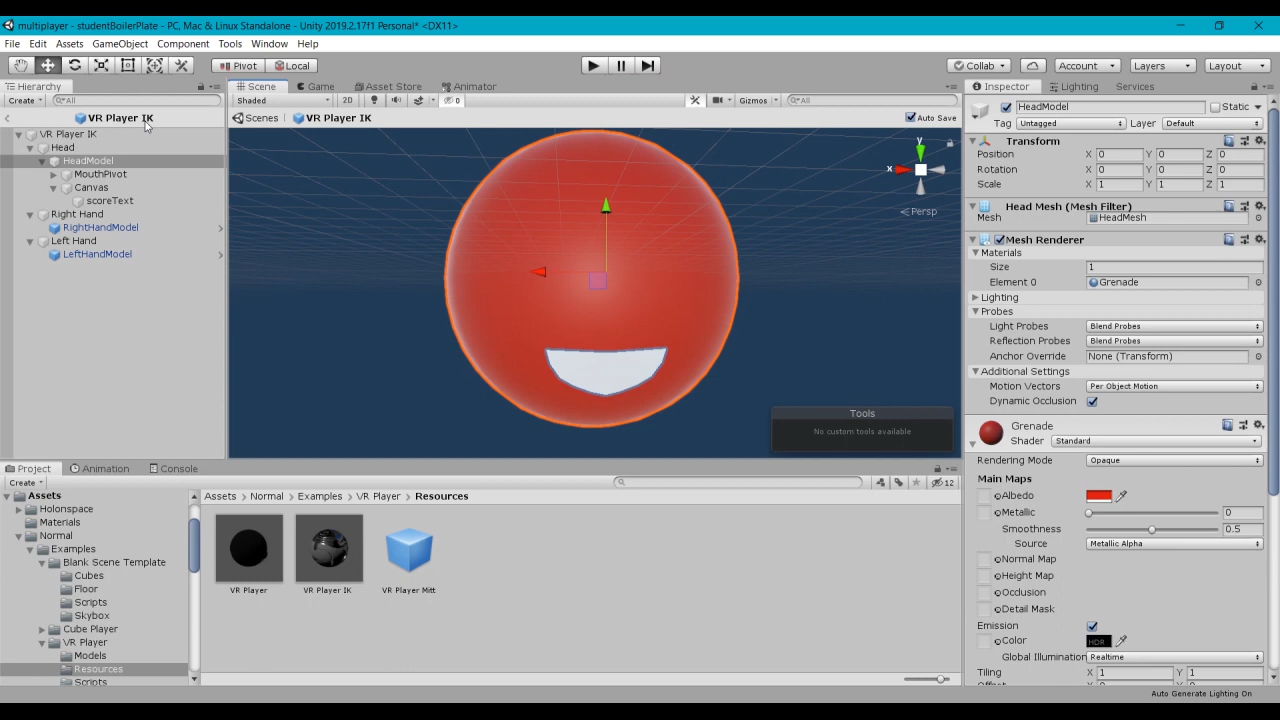 multiplayer - studentBoilerPlate - PC, Mac & Linux Standalone - Unity 2019.2.17f1 Personal* <DX11>
File Edit Assets GameObject Component Tools Window Help
Pivot Local Collab Account Layers Layout
Hierarchy
Create All
VR Player IK
VR Player IK
Head
HeadModel
MouthPivot
Canvas
scoreText
Right Hand
RightHandModel
Left Hand
LeftHandModel
Scene Game Asset Store Animator
Shaded 2D 0 Gizmos All
Scenes VR Player IK Auto Save
y
x
Persp
Tools
No custom tools available
Inspector Lighting Services
HeadModel Static
Tag Untagged Layer Default
Transform
Position X 0 Y 0 Z 0
Rotation X 0 Y 0 Z 0
Scale X 1 Y 1 Z 1
Head Mesh (Mesh Filter)
Mesh HeadMesh
Mesh Renderer
Materials
Size 1
Element 0 Grenade
Lighting
Probes
Light Probes Blend Probes
Reflection Probes Blend Probes
Anchor Override None (Transform)
Additional Settings
Motion Vectors Per Object Motion
Dynamic Occlusion
Grenade
Shader Standard
Rendering Mode Opaque
Main Maps
Albedo
Metallic 0
Smoothness 0.5
Source Metallic Alpha
Normal Map
Height Map
Occlusion
Detail Mask
Emission
Color HDR
Global Illumination Realtime
Tiling X 1 Y 1
Project Animation Console
Create 12
Assets
Holonspace
Materials
Normal
Examples
Blank Scene Template
Cubes
Floor
Scripts
Skybox
Cube Player
VR Player
Models
Resources
Scripts
Assets Normal Examples VR Player Resources
VR Player VR Player IK VR Player Mitt
Auto Generate Lighting On